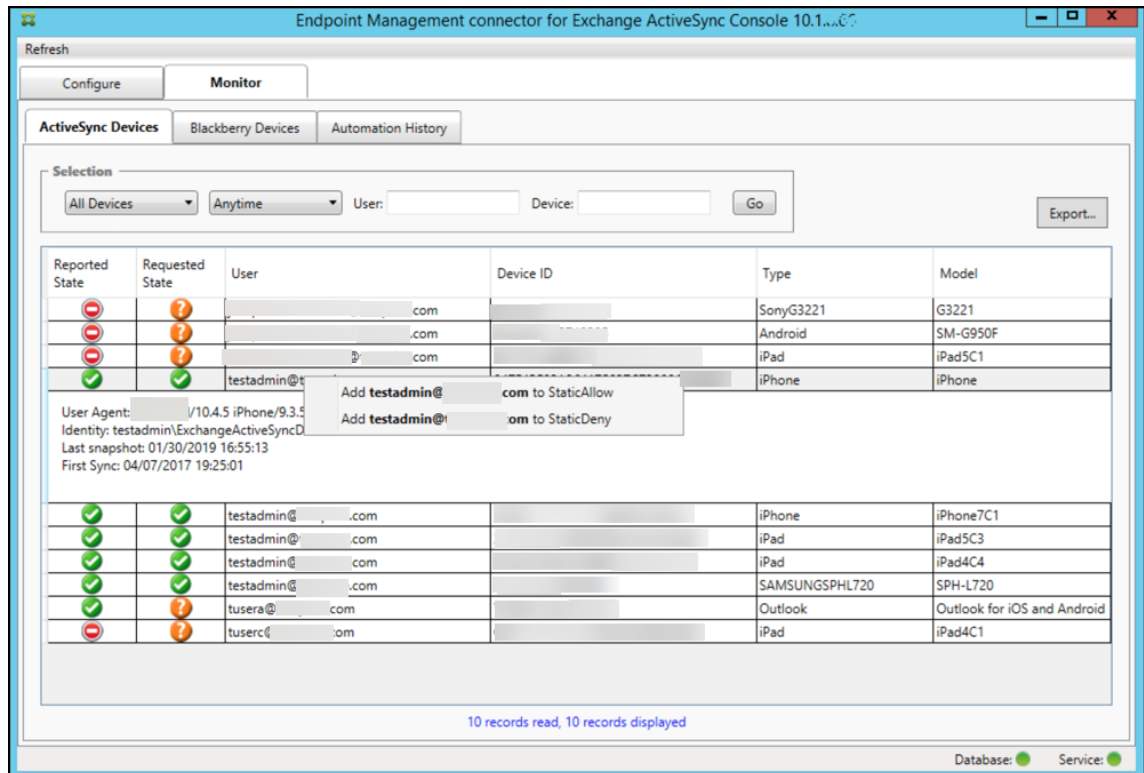 Endpoint Management connector for Exchange ActiveSync Console 10.1...
Refresh
Configure Monitor
ActiveSync Devices Blackberry Devices Automation History
Selection
All Devices Anytime User: Device: Go
Export...
Reported State Requested State User Device ID Type Model
.com SonyG3221 G3221
.com Android SM-G950F
com iPad iPad5C1
testadmin@ iPhone iPhone
Add testadmin@ com to StaticAllow
Add testadmin@ com to StaticDeny
User Agent: /10.4.5 iPhone/9.3.5
Identity: testadmin\ExchangeActiveSyncD
Last snapshot: 01/30/2019 16:55:13
First Sync: 04/07/2017 19:25:01
testadmin@ .com iPhone iPhone7C1
testadmin@ .com iPad iPad5C3
testadmin@ com iPad iPad4C4
testadmin@ .com SAMSUNGSPHL720 SPH-L720
tusera@ com Outlook Outlook for iOS and Android
tuserc@ com iPad iPad4C1
10 records read, 10 records displayed
Database: Service: